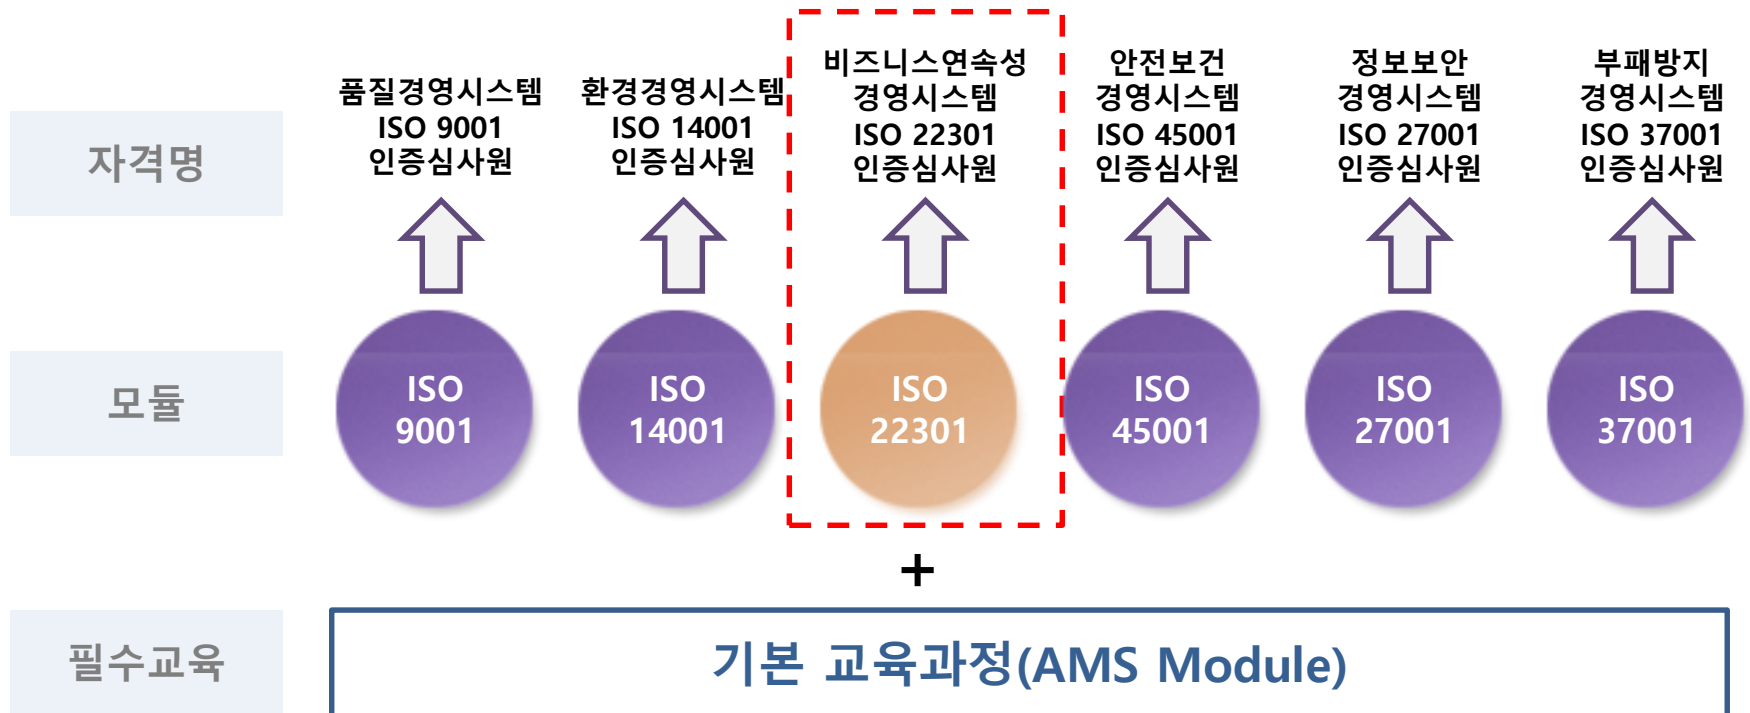 자격명
품질경영시스템
ISO 9001
인증심사원
환경경영시스템
ISO 14001
인증심사원
비즈니스연속성
경영시스템
ISO 22301
인증심사원
안전보건
경영시스템
ISO 45001
인증심사원
정보보안
경영시스템
ISO 27001
인증심사원
부패방지
경영시스템
ISO 37001
인증심사원
모듈
ISO
9001
ISO
14001
ISO
22301
ISO
45001
ISO
27001
ISO
37001
+
필수교육
기본 교육과정(AMS Module)